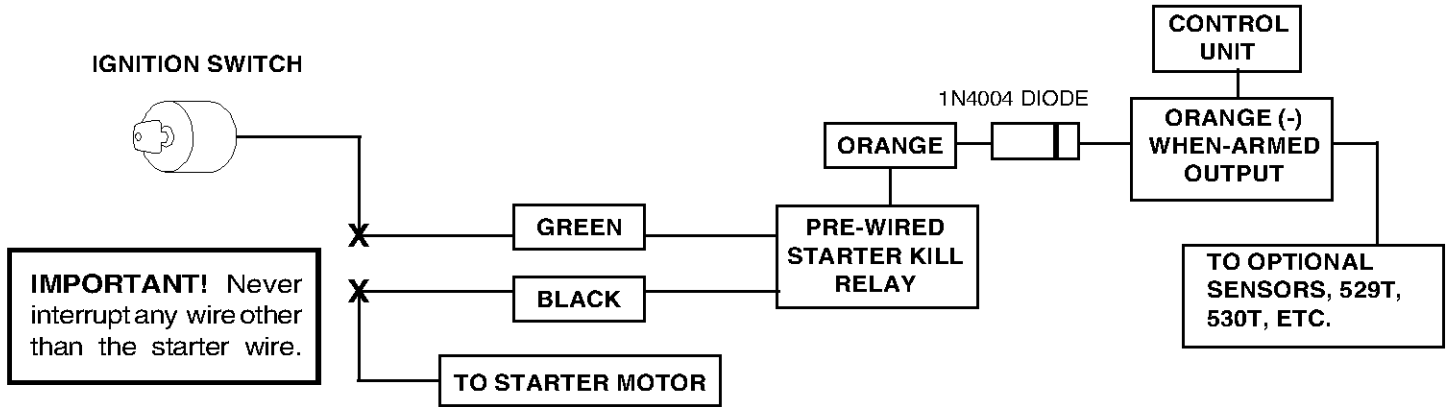 CONTROL
UNIT
IGNITION SWITCH
1N4004 DIODE
ORANGE
ORANGE (-)
WHEN-ARMED
OUTPUT
X
GREEN
PRE-WIRED
STARTER KILL
RELAY
IMPORTANT! Never
interrupt any wire other
than the starter wire.
X
BLACK
TO OPTIONAL
SENSORS, 529T,
530T, ETC.
TO STARTER MOTOR